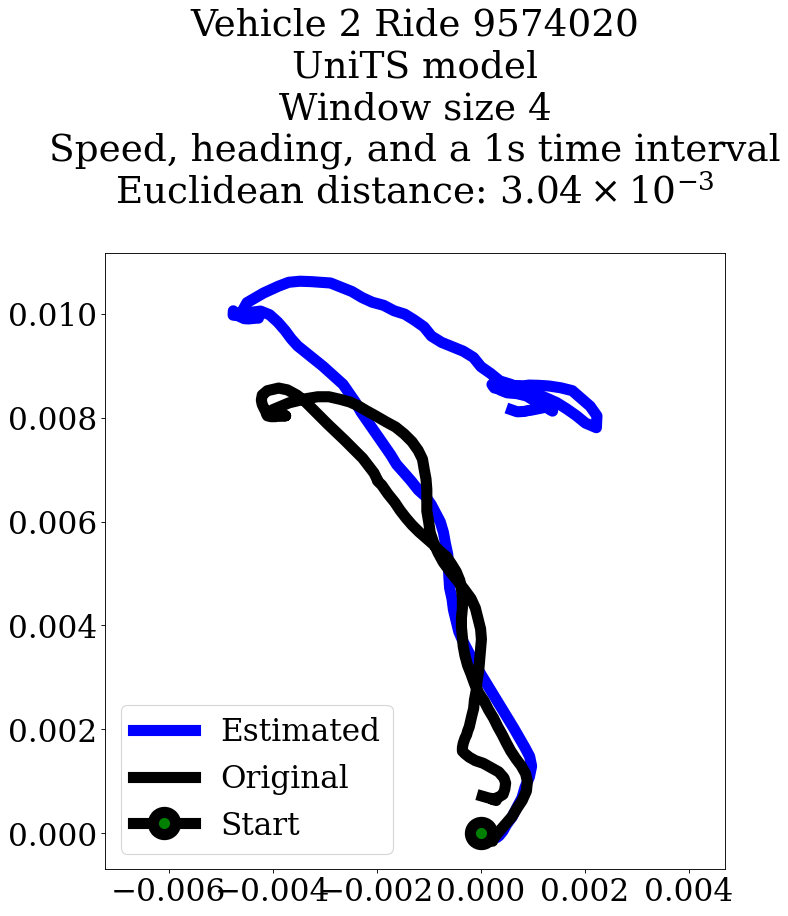 Vehicle 2 Ride 9574020
UniTS model
Window size 4
Speed, heading, and a 1s time interval
Euclidean distance: 3.04 × 10⁻³
0.010
0.008
0.006
0.004
0.002
0.000
Estimated
Original
Start
−0.006 −0.004 −0.002 0.000 0.002 0.004